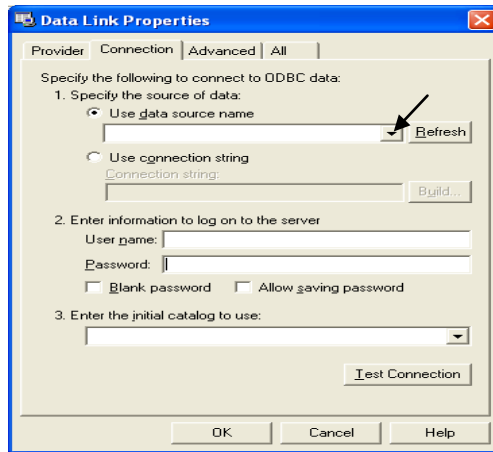 Data Link Properties
Provider Connection Advanced All
Specify the following to connect to ODBC data:
1. Specify the source of data:
Use data source name
Refresh
Use connection string
Connection string:
Build...
2. Enter information to log on to the server
User name:
Password:
Blank password Allow saving password
3. Enter the initial catalog to use:
Test Connection
OK Cancel Help